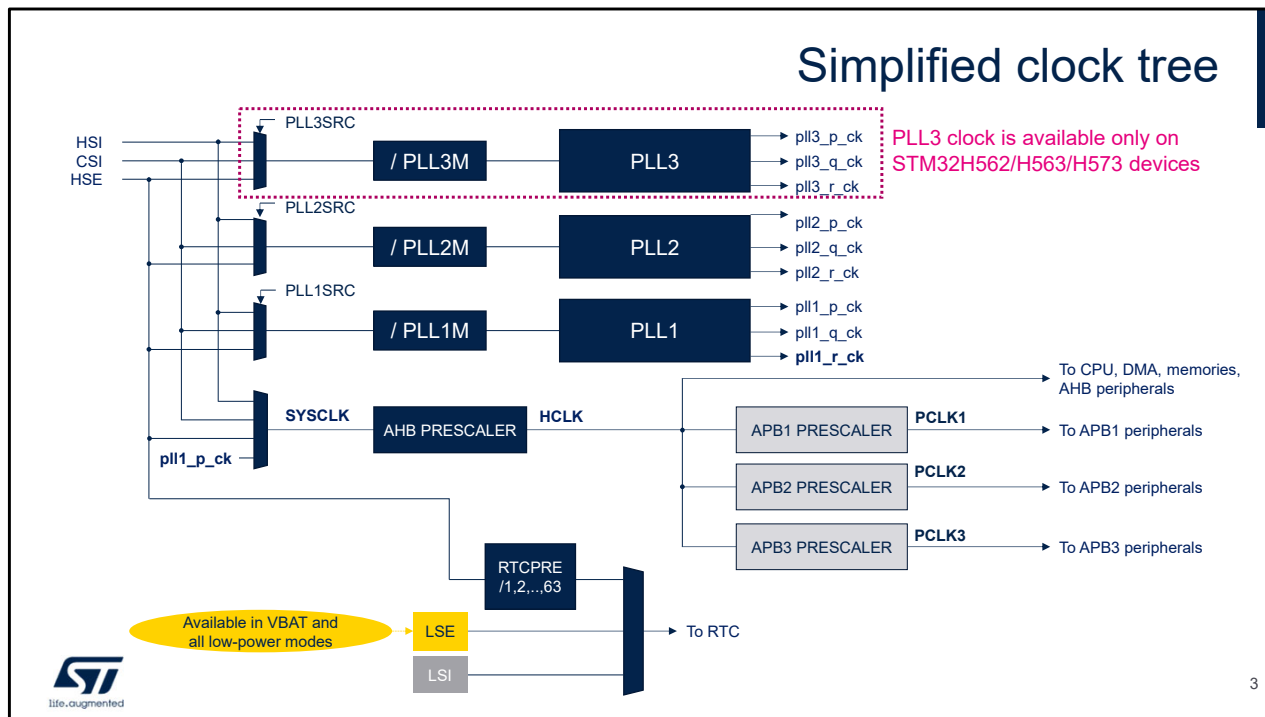 Simplified clock tree
PLL3SRC
HSI
CSI
HSE
/ PLL3M
PLL3
pll3_p_ck
pll3_q_ck
pll3_r_ck
PLL3 clock is available only on
STM32H562/H563/H573 devices
PLL2SRC
/ PLL2M
PLL2
pll2_p_ck
pll2_q_ck
pll2_r_ck
PLL1SRC
/ PLL1M
PLL1
pll1_p_ck
pll1_q_ck
pll1_r_ck
To CPU, DMA, memories,
AHB peripherals
SYSCLK
AHB PRESCALER
HCLK
pll1_p_ck
APB1 PRESCALER
PCLK1
To APB1 peripherals
APB2 PRESCALER
PCLK2
To APB2 peripherals
APB3 PRESCALER
PCLK3
To APB3 peripherals
RTCPRE
/1,2,..,63
Available in VBAT and
all low-power modes
LSE
To RTC
LSI
ST
life.augmented
3